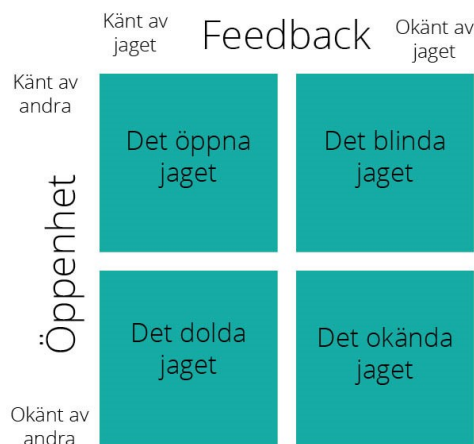 Känt av
jaget
Feedback
Okänt av
jaget
Känt av
andra
Det öppna
jaget
Det blinda
jaget
Öppenhet
Det dolda
jaget
Det okända
jaget
Okänt av
andra